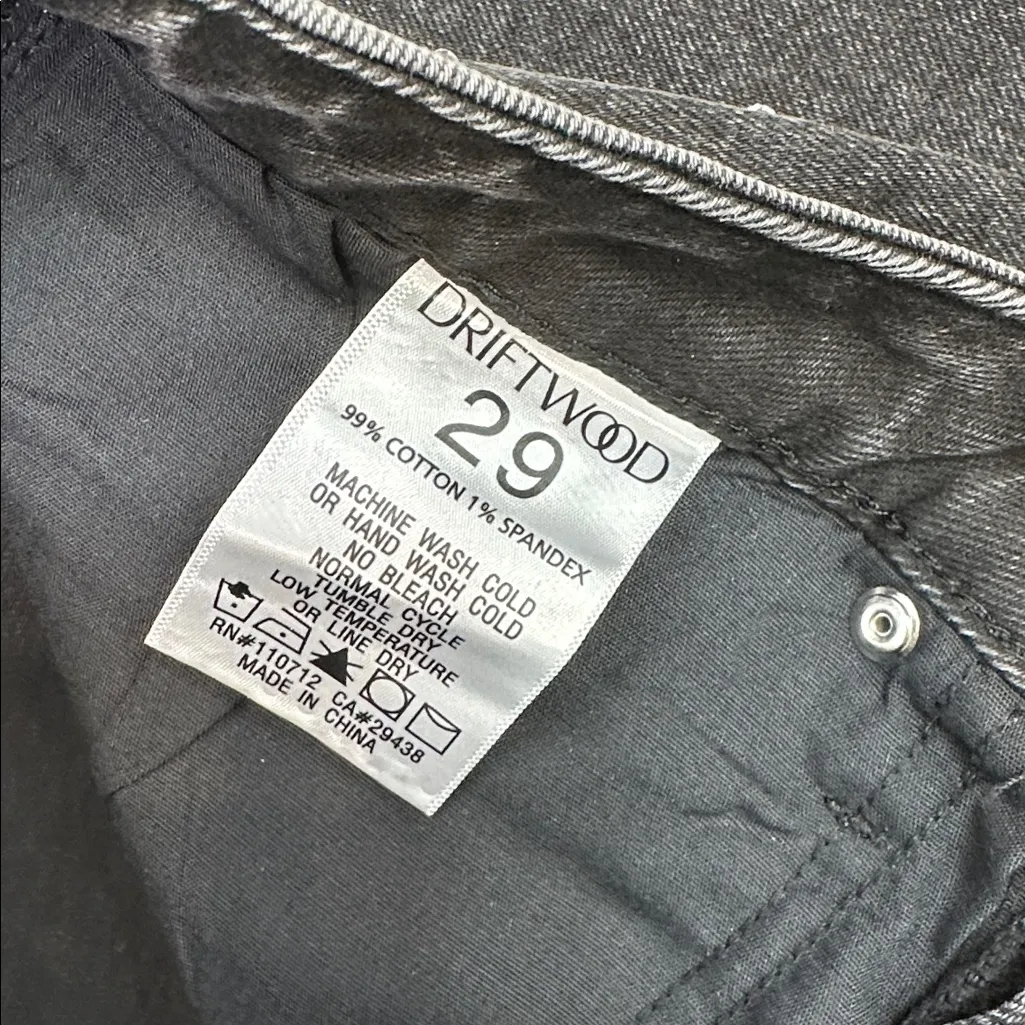 DRIFTWOOD
29
99% COTTON 1% SPANDEX
MACHINE WASH COLD
OR HAND WASH COLD
NO BLEACH
NORMAL CYCLE
TUMBLE DRY
LOW TEMPERATURE
OR LINE DRY
RN#110712 CA#29438
MADE IN CHINA